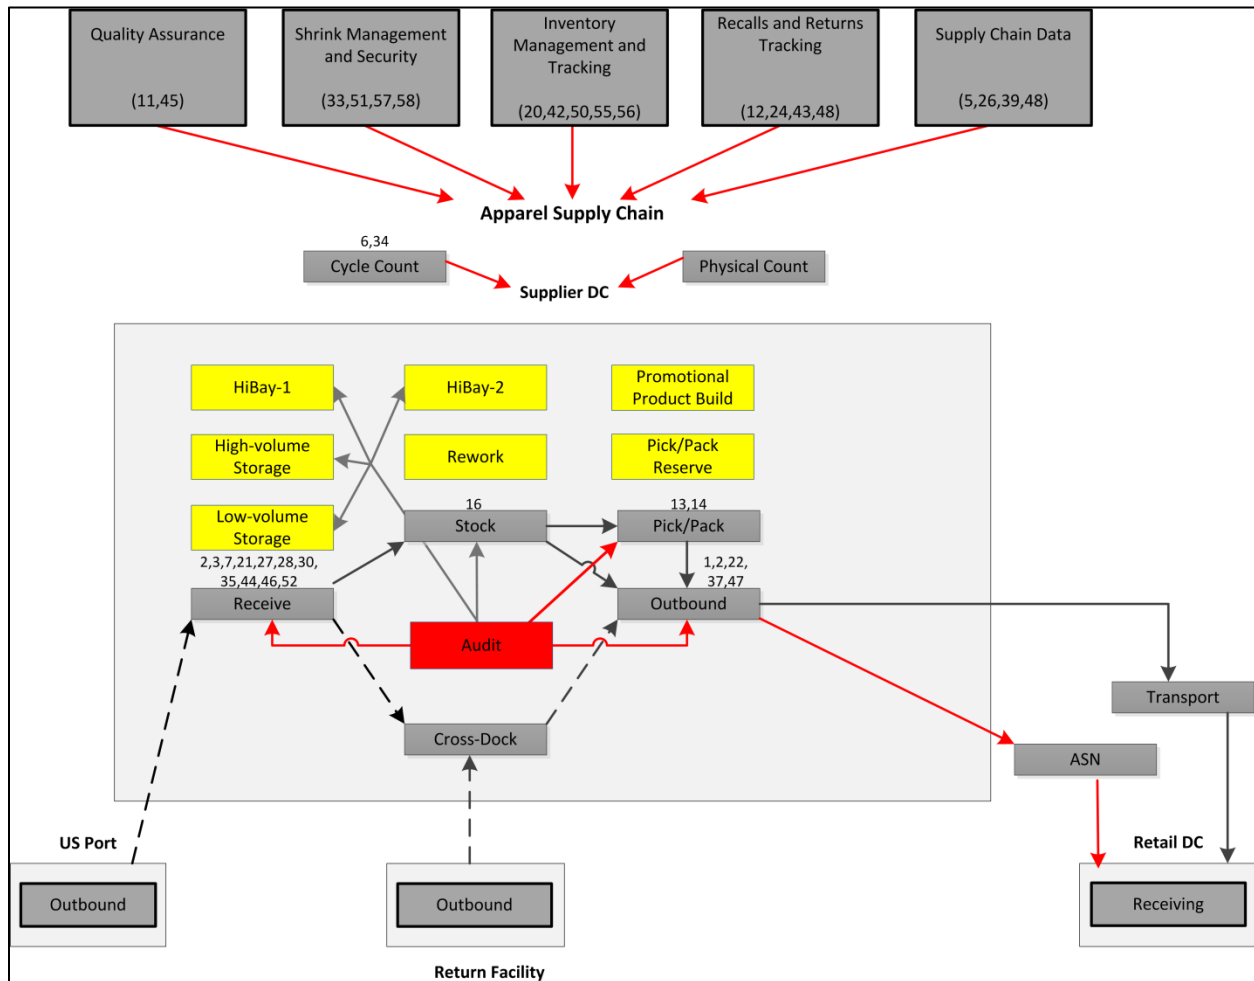 Quality Assurance
(11,45)
Shrink Management
and Security
(33,51,57,58)
Inventory
Management and
Tracking
(20,42,50,55,56)
Recalls and Returns
Tracking
(12,24,43,48)
Supply Chain Data
(5,26,39,48)
Apparel Supply Chain
6,34
Cycle Count
Physical Count
Supplier DC
HiBay-1
HiBay-2
Promotional
Product Build
High-volume
Storage
Rework
Pick/Pack
Reserve
Low-volume
Storage
16
Stock
13,14
Pick/Pack
2,3,7,21,27,28,30,
35,44,46,52
Receive
1,2,22,
37,47
Outbound
Audit
Cross-Dock
Transport
ASN
US Port
Outbound
Outbound
Return Facility
Retail DC
Receiving